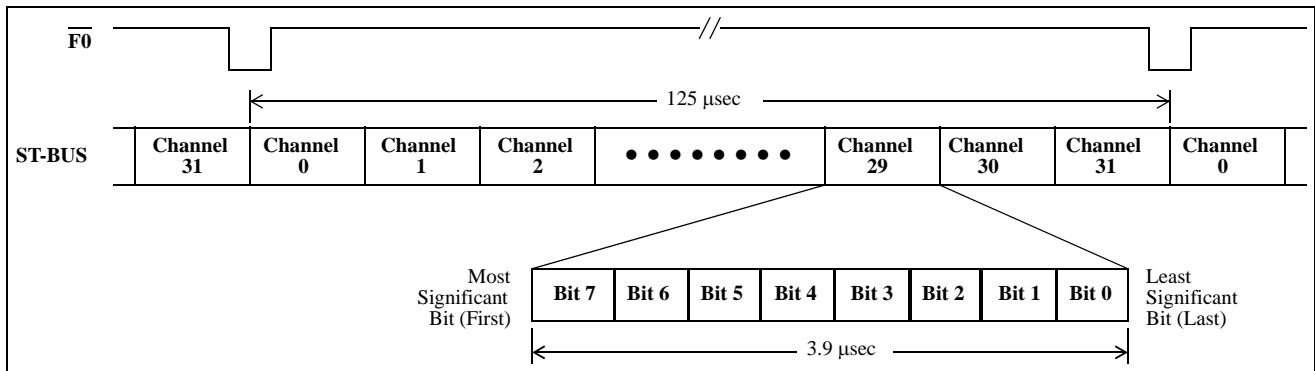 F0
125 μsec
ST-BUS
Channel 31
Channel 0
Channel 1
Channel 2
Channel 29
Channel 30
Channel 31
Channel 0
Most
Significant
Bit (First)
Bit 7
Bit 6
Bit 5
Bit 4
Bit 3
Bit 2
Bit 1
Bit 0
Least
Significant
Bit (Last)
3.9 μsec